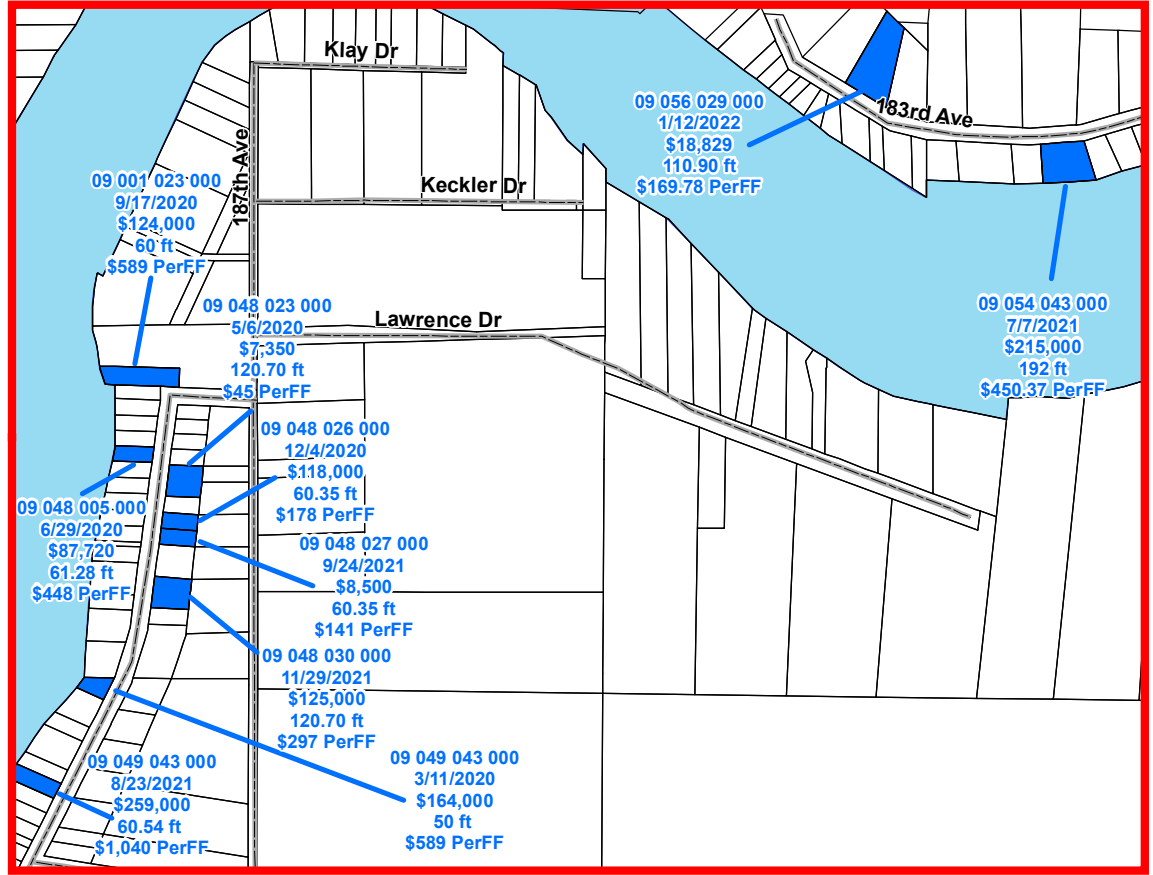 Klay Dr
187th Ave
Keckler Dr
Lawrence Dr
183rd Ave
09 056 029 000
1/12/2022
$18,829
110.90 ft
$169.78 PerFF
09 001 023 000
9/17/2020
$124,000
60 ft
$589 PerFF
09 048 023 000
5/6/2020
$7,350
120.70 ft
$45 PerFF
09 054 043 000
7/7/2021
$215,000
192 ft
$450.37 PerFF
09 048 026 000
12/4/2020
$118,000
60.35 ft
$178 PerFF
09 048 005 000
6/29/2020
$87,720
61.28 ft
$448 PerFF
09 048 027 000
9/24/2021
$8,500
60.35 ft
$141 PerFF
09 048 030 000
11/29/2021
$125,000
120.70 ft
$297 PerFF
09 049 043 000
8/23/2021
$259,000
60.54 ft
$1,040 PerFF
09 049 043 000
3/11/2020
$164,000
50 ft
$589 PerFF